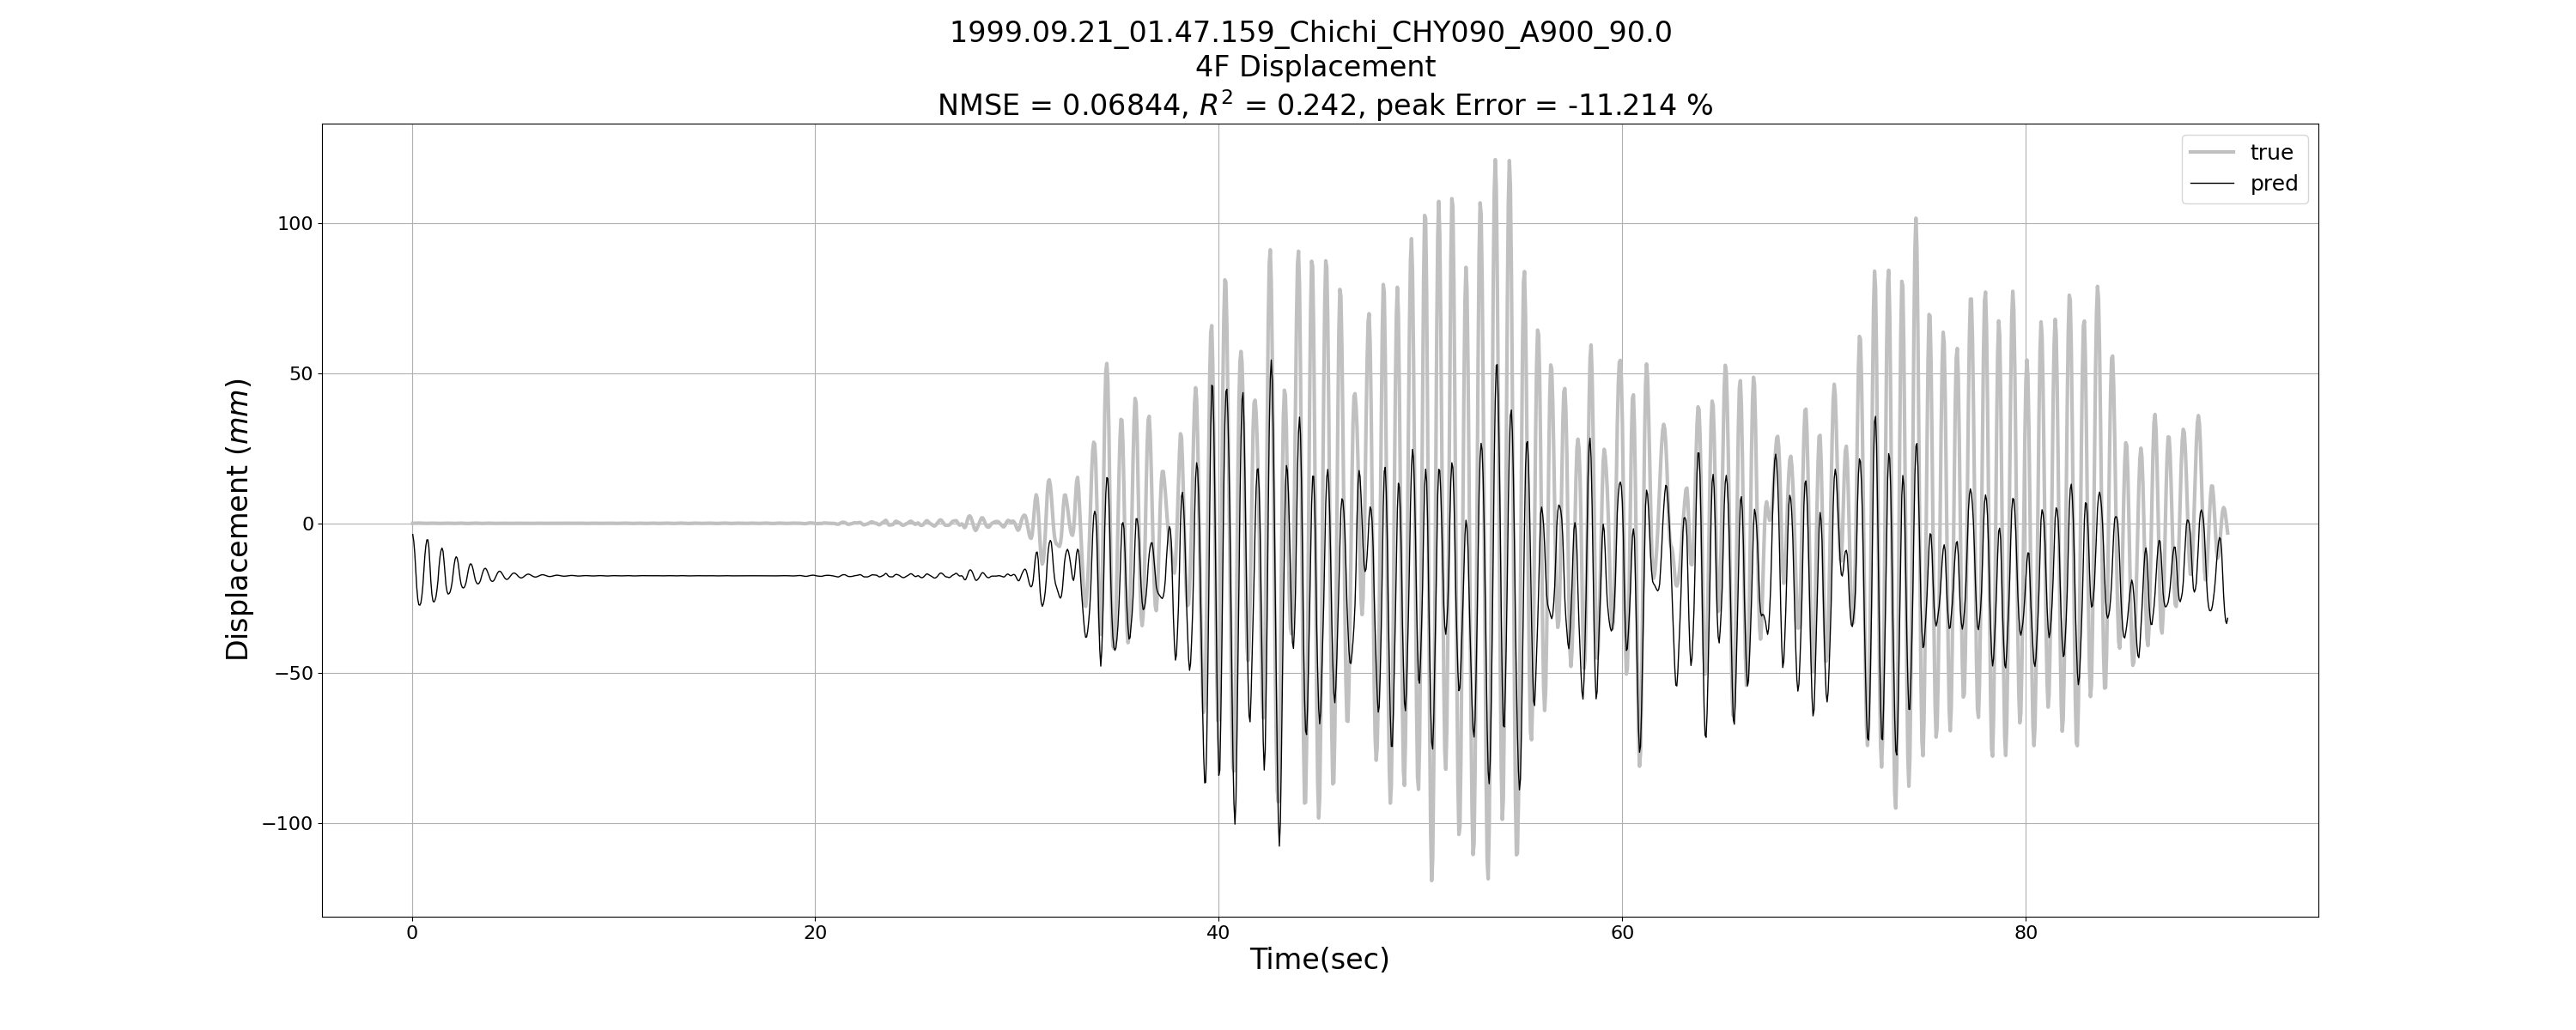 1999.09.21_01.47.159_Chichi_CHY090_A900_90.0
4F Displacement
NMSE = 0.06844, R² = 0.242, peak Error = -11.214 %
true
pred
Displacement (mm)
100
50
0
−50
−100
0
20
40
60
80
Time(sec)